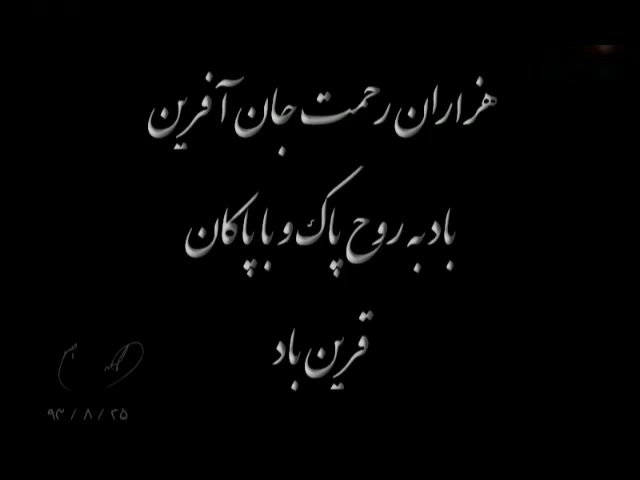 هزاران رحمت جان آفرین
باد به روح پاک و با پاکان
قرین باد
۹۳ / ۸ / ۲۵